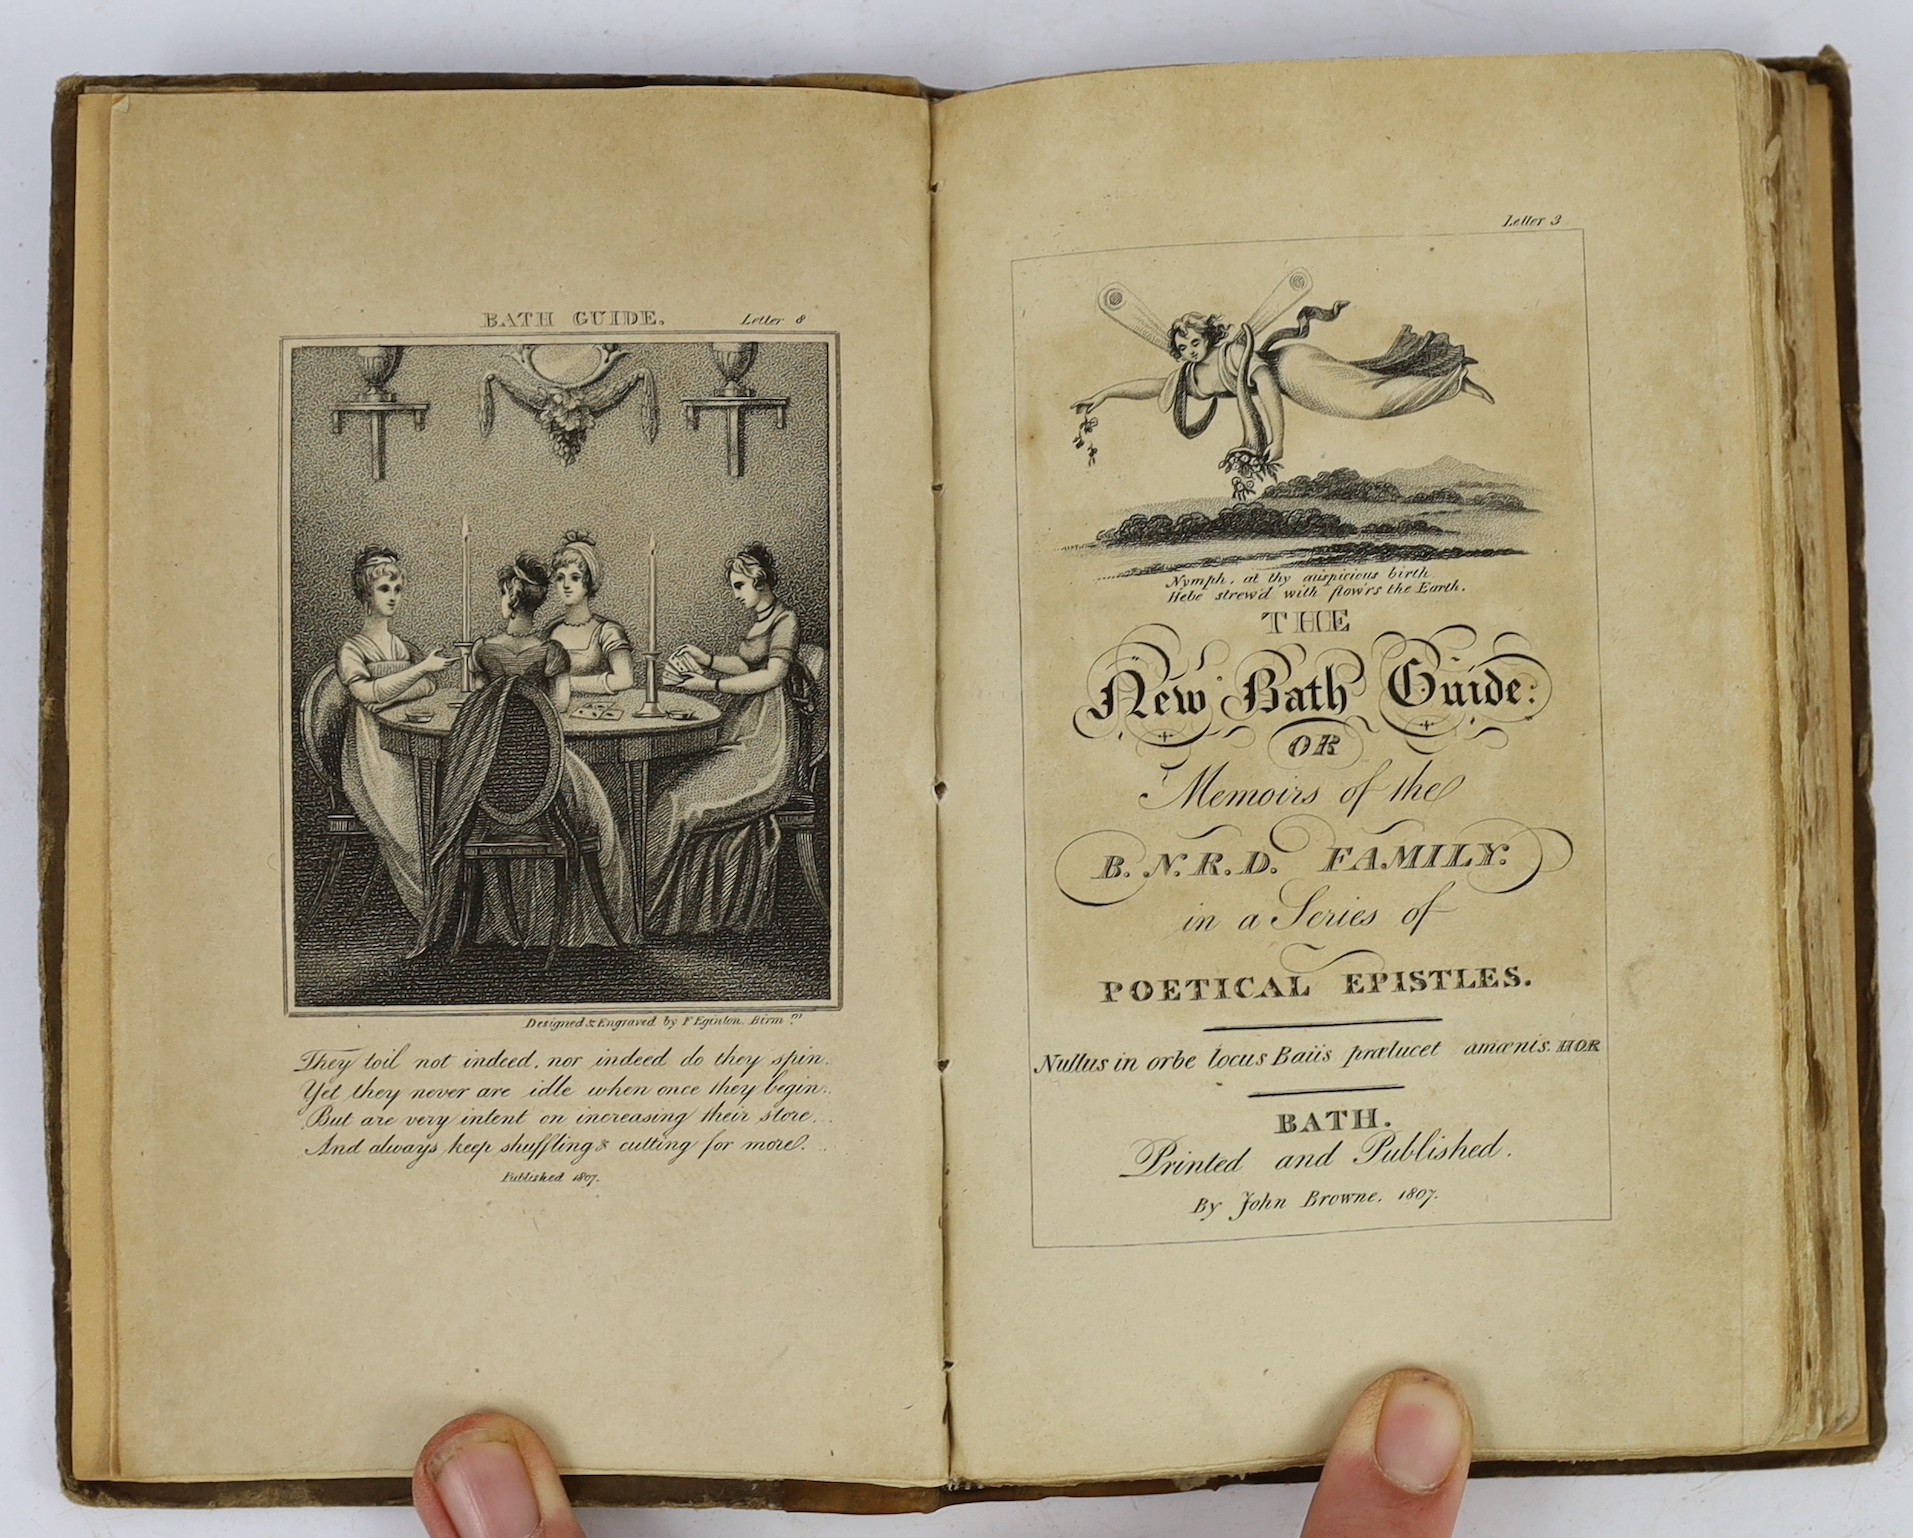 BATH GUIDE.
Letter 8
Designed & Engraved by F Eginton. Birm.m
They toil not indeed, nor indeed do they spin.
Yet they never are idle when once they begin.
But are very intent on increasing their store.
And always keep shuffling & cutting for more.
Published 1807.
Letter 3
Nymph, at thy auspicious birth
Hebe strew'd with flow'rs the Earth.
THE
New Bath Guide:
OR
Memoirs of the
B. N. R. D. FAMILY.
in a Series of
POETICAL EPISTLES.
Nullus in orbe locus Baiis prælucet amœnis. HOR
BATH.
Printed and Published.
By John Browne. 1807.